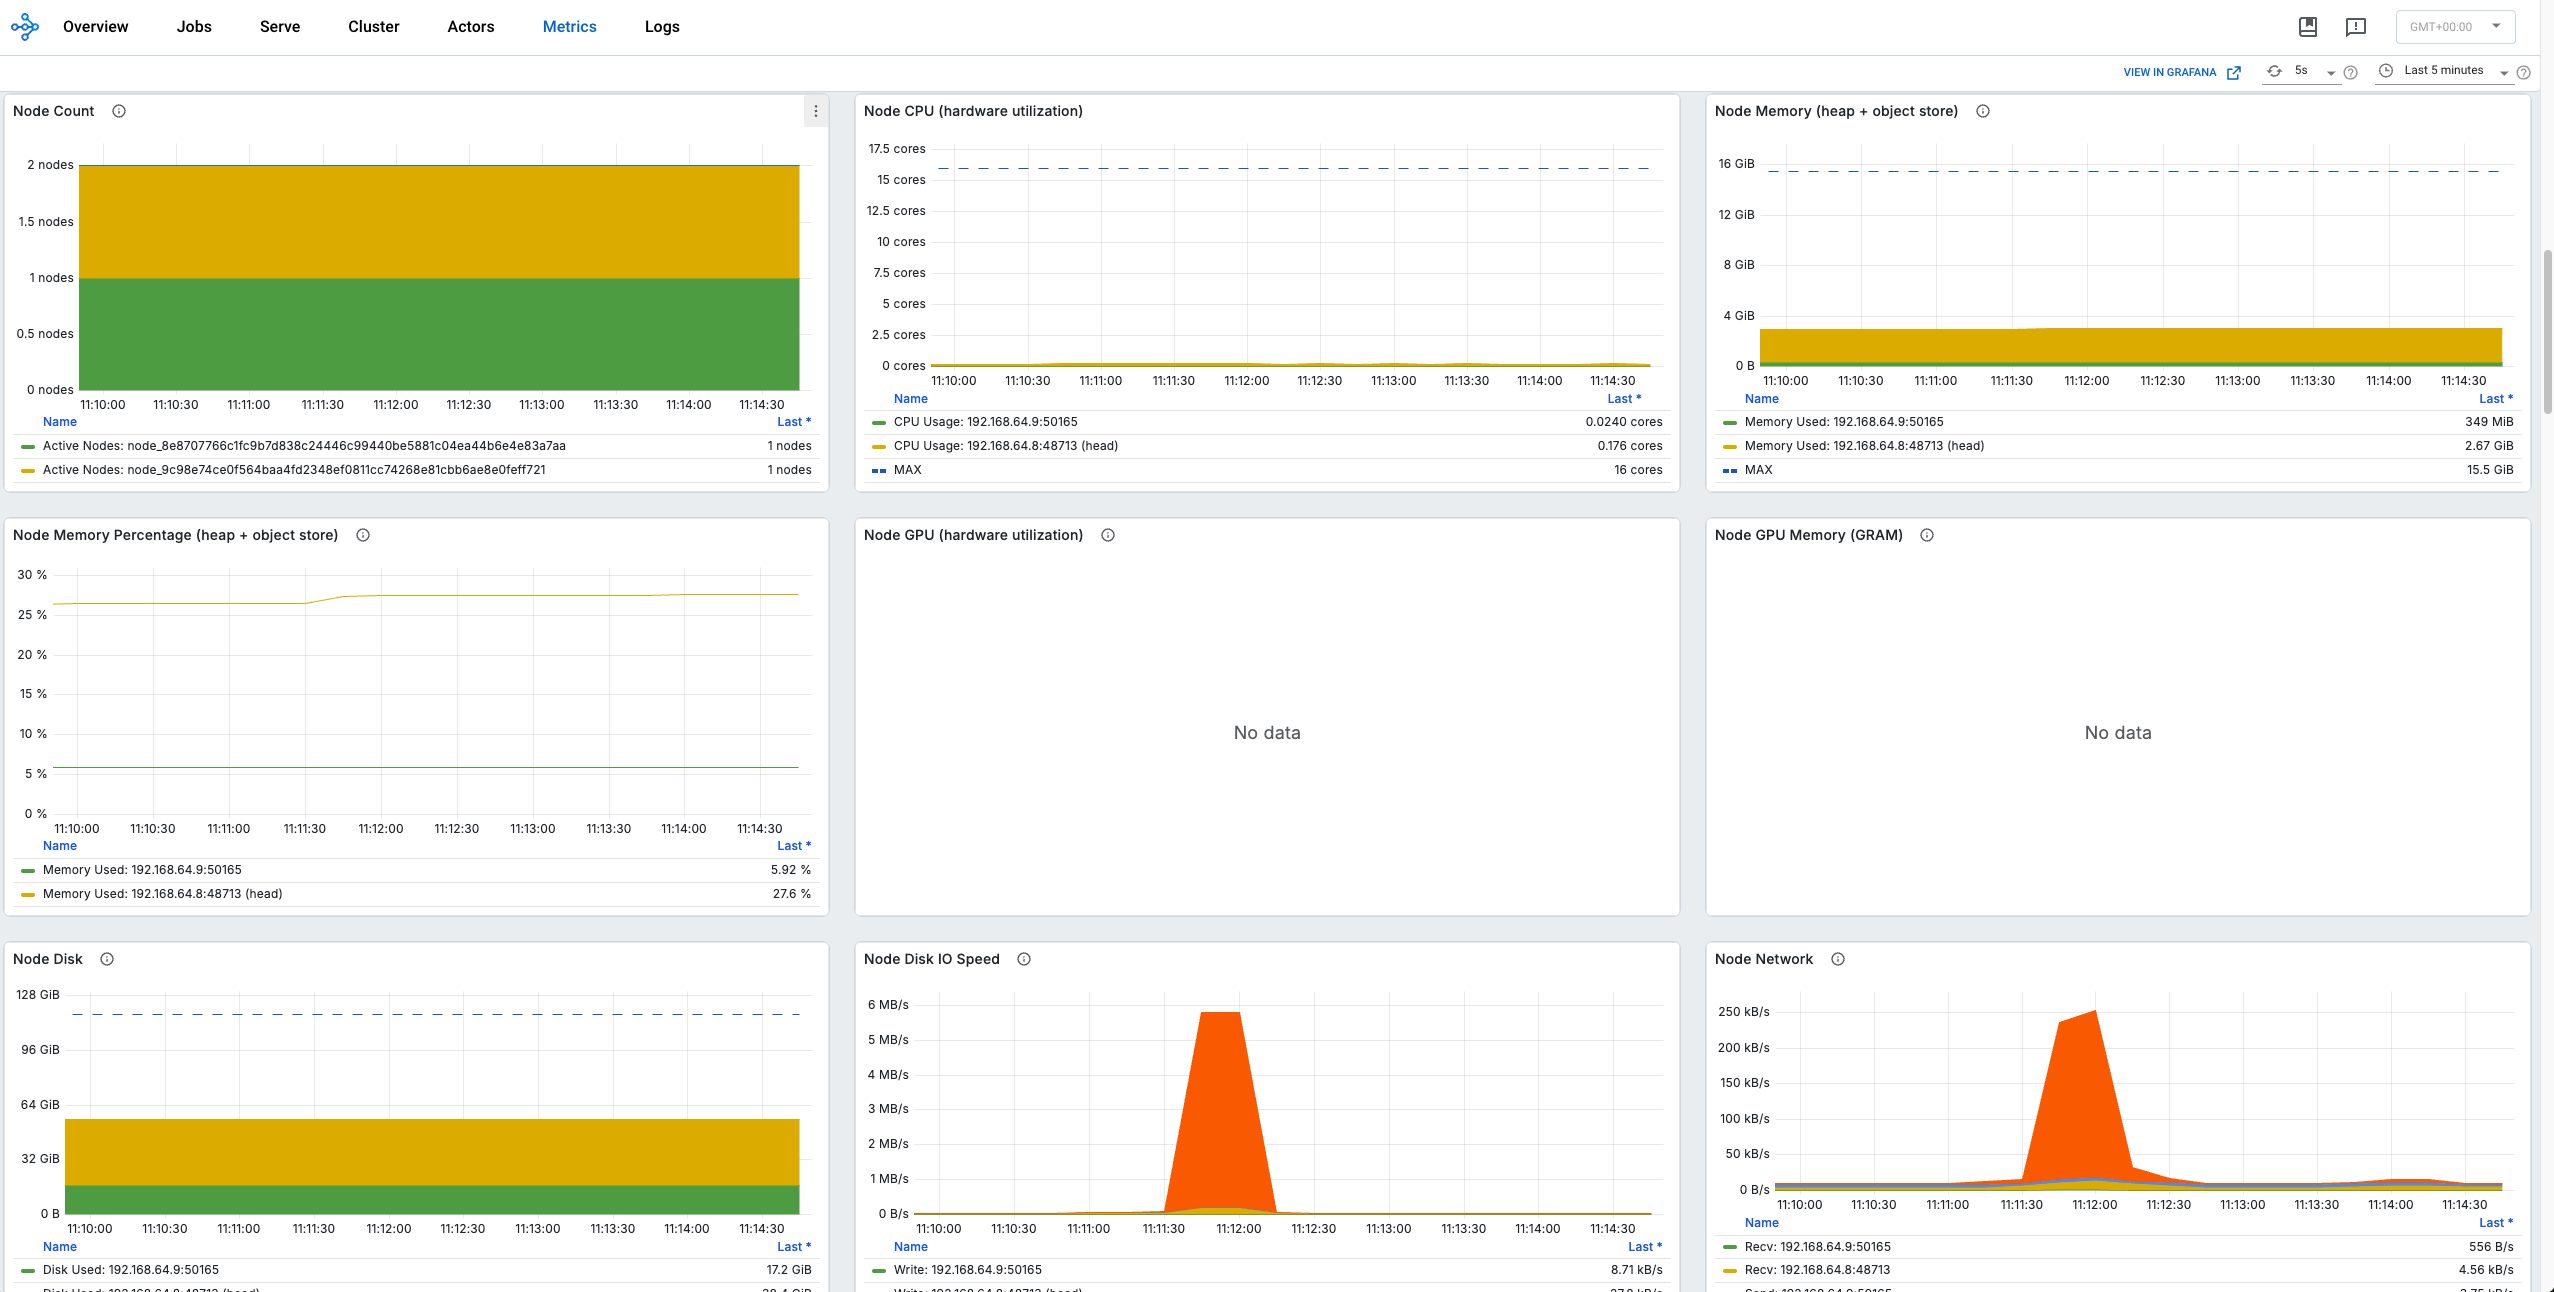 Overview Jobs Serve Cluster Actors Metrics Logs GMT+00:00
VIEW IN GRAFANA 5s Last 5 minutes
Node Count
2 nodes
1.5 nodes
1 nodes
0.5 nodes
0 nodes
11:10:00 11:10:30 11:11:00 11:11:30 11:12:00 11:12:30 11:13:00 11:13:30 11:14:00 11:14:30
Name Last *
Active Nodes: node_8e8707766c1fc9b7d838c24446c99440be5881c04ea44b6e4e83a7aa 1 nodes
Active Nodes: node_9c98e74ce0f564baa4fd2348ef0811cc74268e81cbb6ae8e0feff721 1 nodes
Node CPU (hardware utilization)
17.5 cores
15 cores
12.5 cores
10 cores
7.5 cores
5 cores
2.5 cores
0 cores
11:10:00 11:10:30 11:11:00 11:11:30 11:12:00 11:12:30 11:13:00 11:13:30 11:14:00 11:14:30
Name Last *
CPU Usage: 192.168.64.9:50165 0.0240 cores
CPU Usage: 192.168.64.8:48713 (head) 0.176 cores
MAX 16 cores
Node Memory (heap + object store)
16 GiB
12 GiB
8 GiB
4 GiB
0 B
11:10:00 11:10:30 11:11:00 11:11:30 11:12:00 11:12:30 11:13:00 11:13:30 11:14:00 11:14:30
Name Last *
Memory Used: 192.168.64.9:50165 349 MiB
Memory Used: 192.168.64.8:48713 (head) 2.67 GiB
MAX 15.5 GiB
Node Memory Percentage (heap + object store)
30 %
25 %
20 %
15 %
10 %
5 %
0 %
11:10:00 11:10:30 11:11:00 11:11:30 11:12:00 11:12:30 11:13:00 11:13:30 11:14:00 11:14:30
Name Last *
Memory Used: 192.168.64.9:50165 5.92 %
Memory Used: 192.168.64.8:48713 (head) 27.6 %
Node GPU (hardware utilization)
No data
Node GPU Memory (GRAM)
No data
Node Disk
128 GiB
96 GiB
64 GiB
32 GiB
0 B
11:10:00 11:10:30 11:11:00 11:11:30 11:12:00 11:12:30 11:13:00 11:13:30 11:14:00 11:14:30
Name Last *
Disk Used: 192.168.64.9:50165 17.2 GiB
Disk Used: 192.168.64.8:48713 (head)
Node Disk IO Speed
6 MB/s
5 MB/s
4 MB/s
3 MB/s
2 MB/s
1 MB/s
0 B/s
11:10:00 11:10:30 11:11:00 11:11:30 11:12:00 11:12:30 11:13:00 11:13:30 11:14:00 11:14:30
Name Last *
Write: 192.168.64.9:50165 8.71 kB/s
Write: 192.168.64.8:48713 (head)
Node Network
250 kB/s
200 kB/s
150 kB/s
100 kB/s
50 kB/s
0 B/s
11:10:00 11:10:30 11:11:00 11:11:30 11:12:00 11:12:30 11:13:00 11:13:30 11:14:00 11:14:30
Name Last *
Recv: 192.168.64.9:50165 556 B/s
Recv: 192.168.64.8:48713 4.56 kB/s